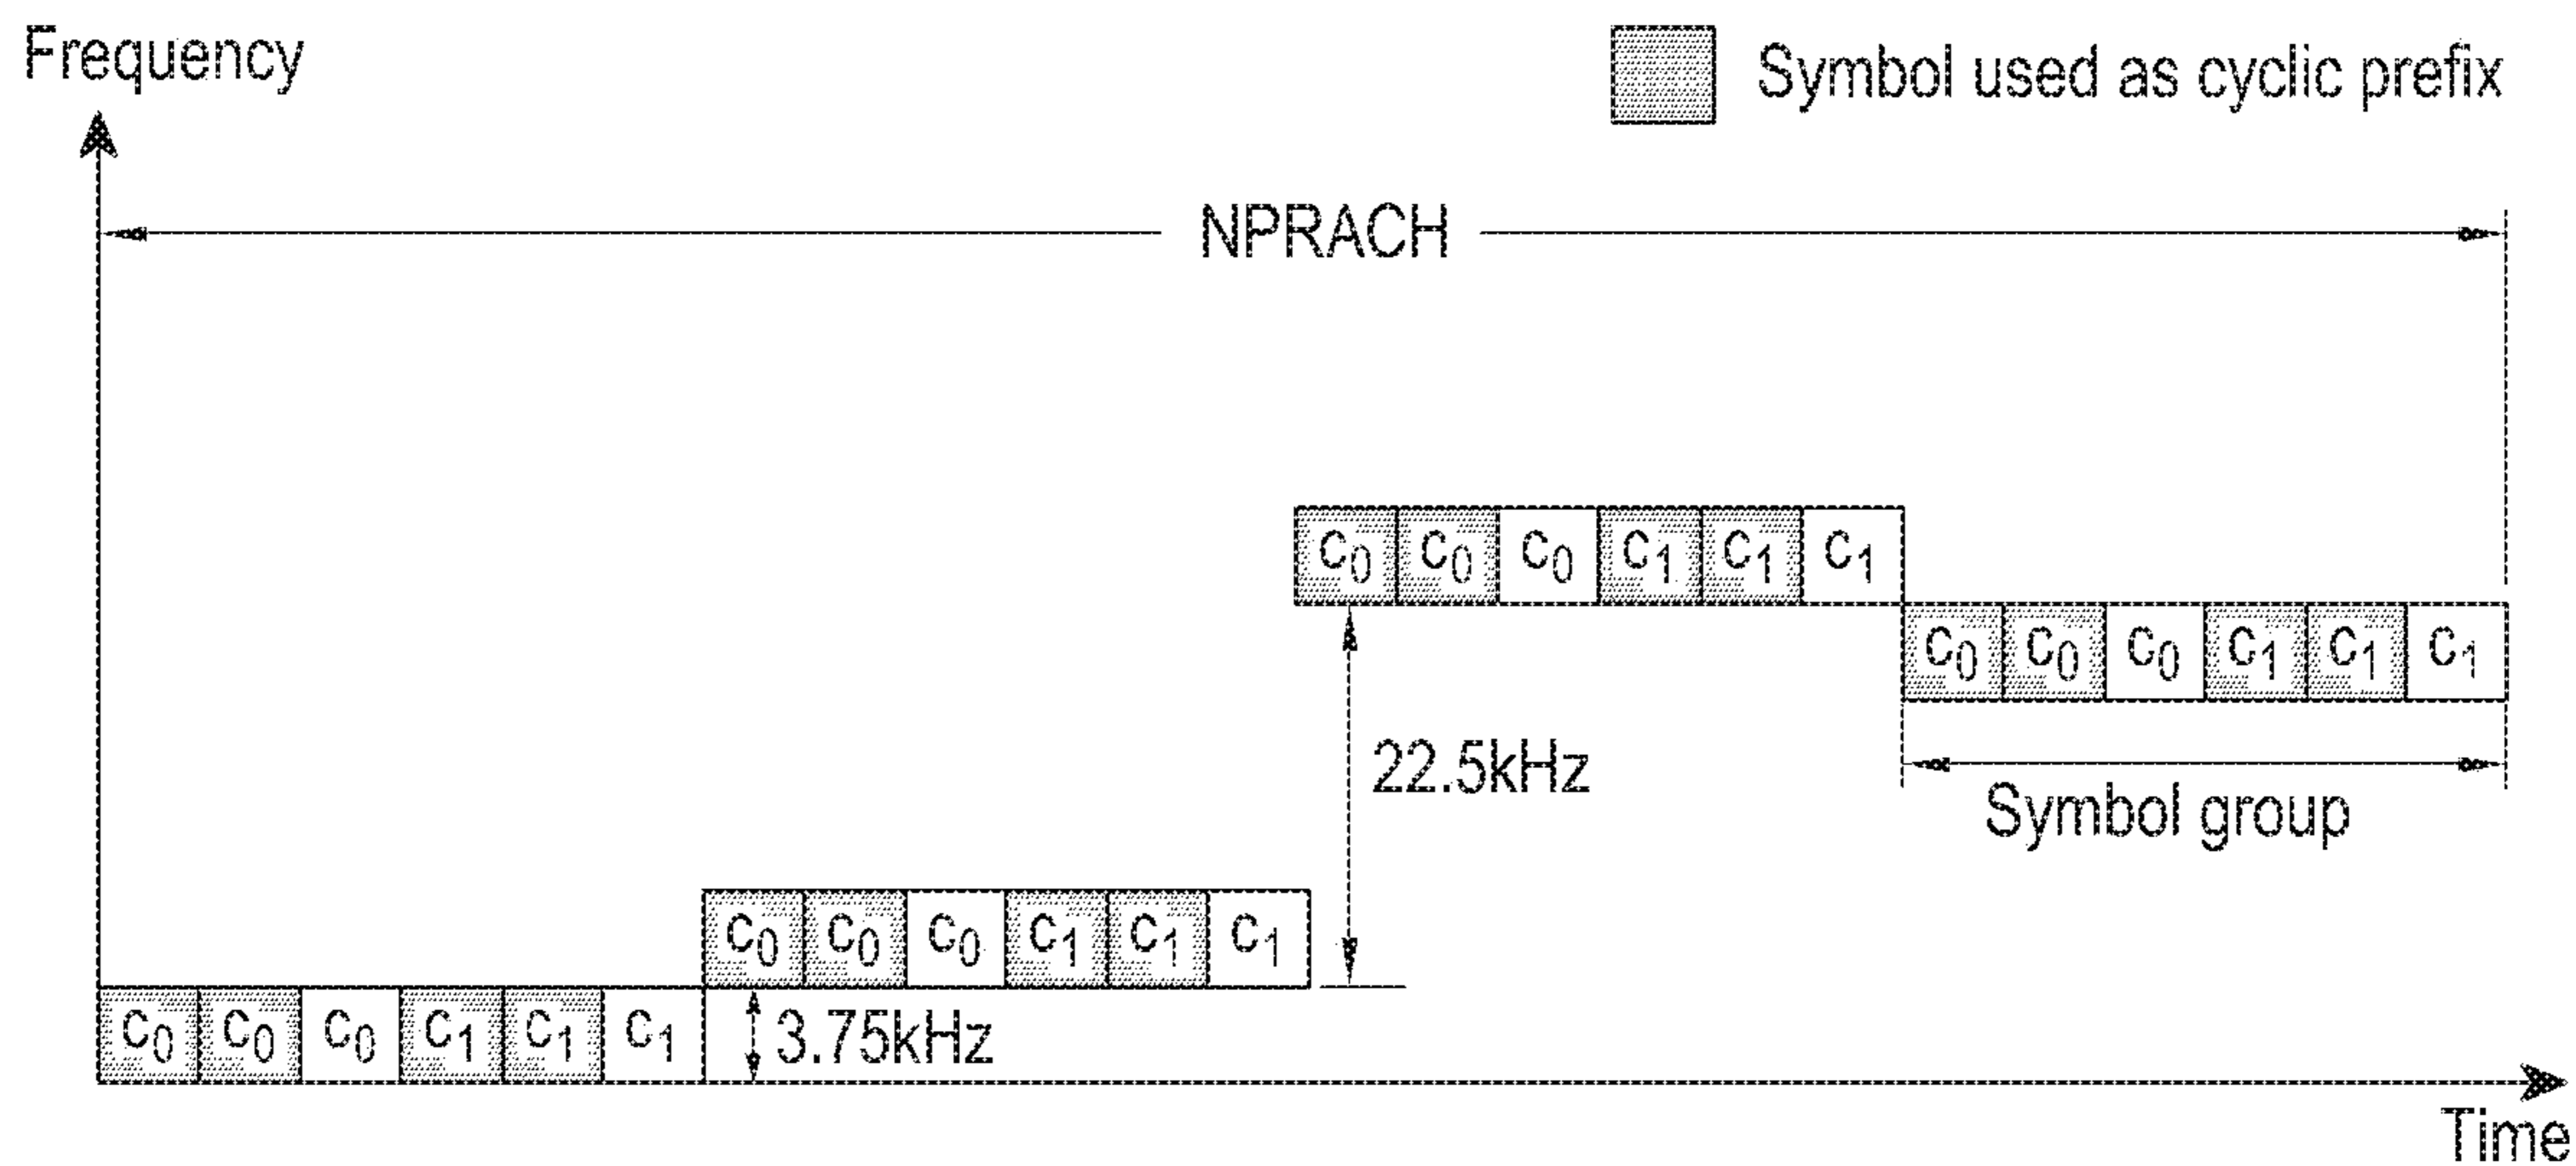 Frequency
Symbol used as cyclic prefix
NPRACH
c₀ c₀ c₀ c₁ c₁ c₁
c₀ c₀ c₀ c₁ c₁ c₁
22.5kHz
Symbol group
c₀ c₀ c₀ c₁ c₁ c₁
c₀ c₀ c₀ c₁ c₁ c₁
3.75kHz
Time